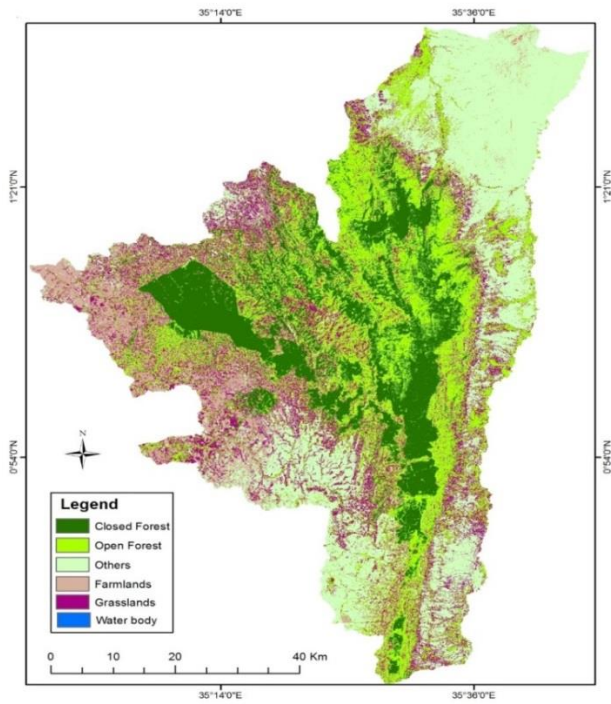 35°14'0"E 35°36'0"E
1°21'0"N 1°21'0"N
0°54'0"N 0°54'0"N
N
Legend
Closed Forest
Open Forest
Others
Farmlands
Grasslands
Water body
0 10 20 40 Km
35°14'0"E 35°36'0"E